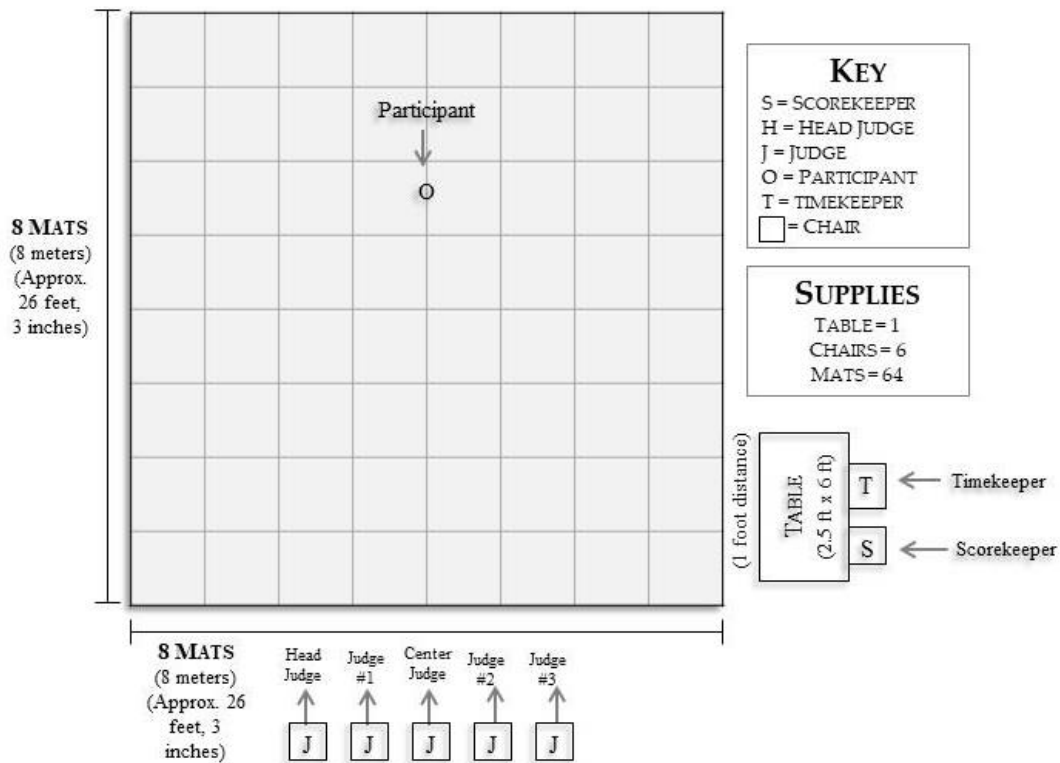 Participant
O
8 MATS
(8 meters)
(Approx.
26 feet,
3 inches)
KEY
S = SCOREKEEPER
H = HEAD JUDGE
J = JUDGE
O = PARTICIPANT
T = TIMEKEEPER
= CHAIR
SUPPLIES
TABLE = 1
CHAIRS = 6
MATS = 64
(1 foot distance)
TABLE
(2.5 ft x 6 ft)
T
Timekeeper
S
Scorekeeper
8 MATS
(8 meters)
(Approx. 26
feet, 3
inches)
Head
Judge
Judge
#1
Center
Judge
Judge
#2
Judge
#3
J
J
J
J
J